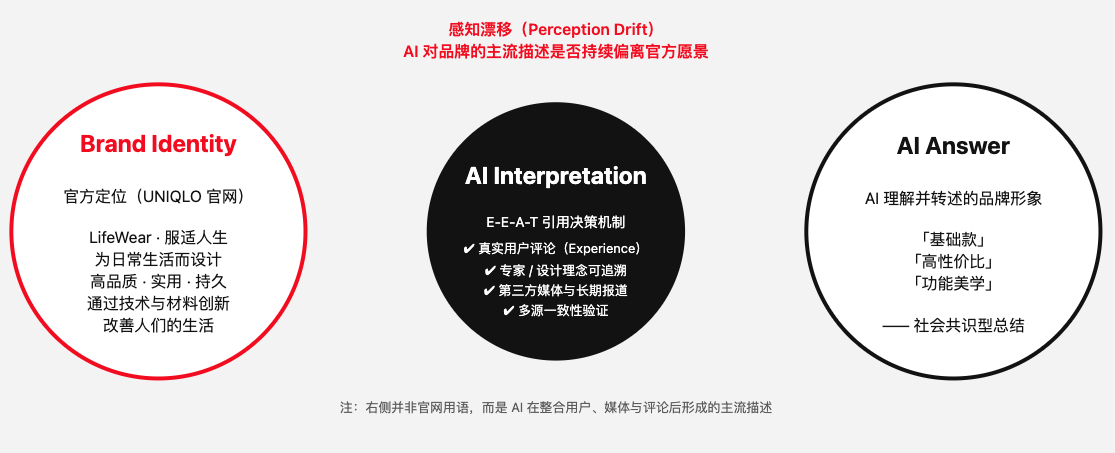 感知漂移（Perception Drift）
AI 对品牌的主流描述是否持续偏离官方愿景
Brand Identity
官方定位（UNIQLO 官网）
LifeWear · 服适人生
为日常生活而设计
高品质 · 实用 · 持久
通过技术与材料创新
改善人们的生活
AI Interpretation
E-E-A-T 引用决策机制
✔ 真实用户评论（Experience）
✔ 专家 / 设计理念可追溯
✔ 第三方媒体与长期报道
✔ 多源一致性验证
AI Answer
AI 理解并转述的品牌形象
「基础款」
「高性价比」
「功能美学」
—— 社会共识型总结
注：右侧并非官网用语，而是 AI 在整合用户、媒体与评论后形成的主流描述